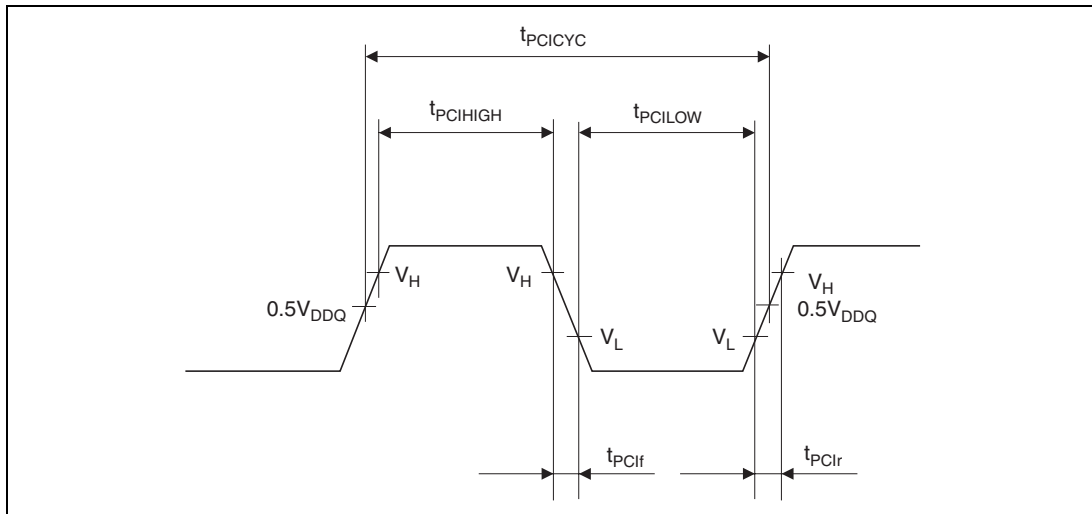 tPCICYC
tPCIHIGH
tPCILOW
VH
VH
VH
0.5VDDQ
0.5VDDQ
VL
VL
tPCIf
tPCIr